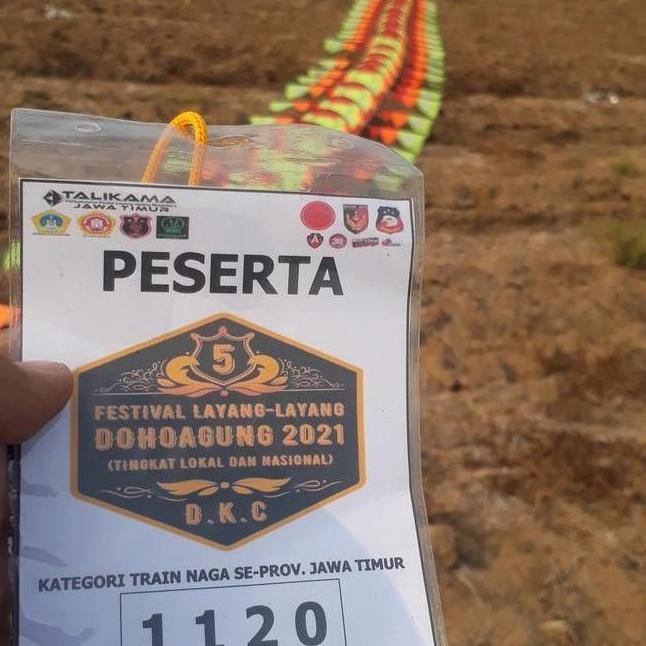 TALIKAMA
JAWA TIMUR
PESERTA
5
FESTIVAL LAYANG-LAYANG
DOHOAGUNG 2021
(TINGKAT LOKAL DAN NASIONAL)
D.K.C
KATEGORI TRAIN NAGA SE-PROV. JAWA TIMUR
1120